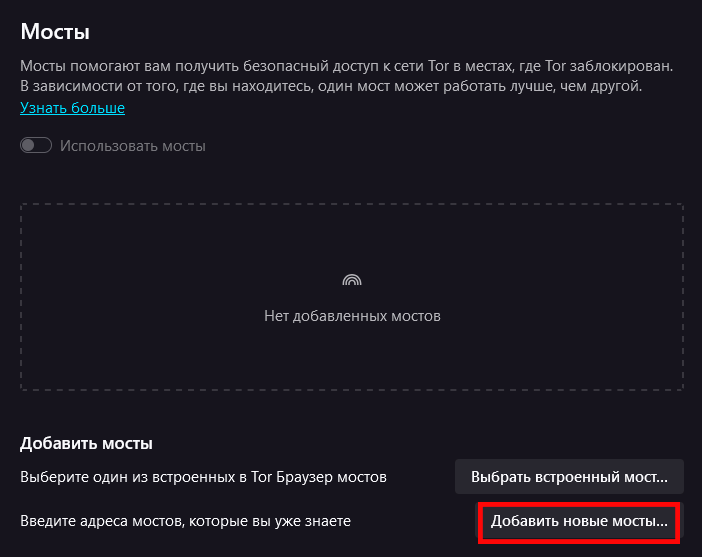 Мосты
Мосты помогают вам получить безопасный доступ к сети Tor в местах, где Tor заблокирован.
В зависимости от того, где вы находитесь, один мост может работать лучше, чем другой.
Узнать больше
Использовать мосты
Нет добавленных мостов
Добавить мосты
Выберите один из встроенных в Tor Браузер мостов
Выбрать встроенный мост...
Введите адреса мостов, которые вы уже знаете
Добавить новые мосты...